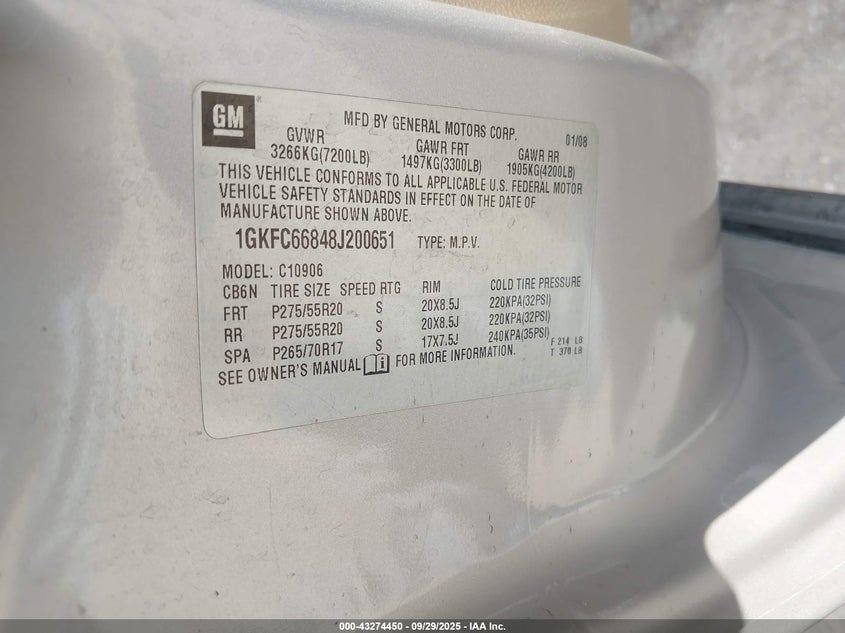 GM
MFD BY GENERAL MOTORS CORP. 01/08
GVWR GAWR FRT GAWR RR
3266KG(7200LB) 1497KG(3300LB) 1905KG(4200LB)
THIS VEHICLE CONFORMS TO ALL APPLICABLE U.S. FEDERAL MOTOR
VEHICLE SAFETY STANDARDS IN EFFECT ON THE DATE OF
MANUFACTURE SHOWN ABOVE.
1GKFC66848J200651 TYPE: M.P.V.
MODEL: C10906
CB6N TIRE SIZE SPEED RTG RIM COLD TIRE PRESSURE
FRT P275/55R20 S 20X8.5J 220KPA(32PSI)
RR P275/55R20 S 20X8.5J 220KPA(32PSI)
SPA P265/70R17 S 17X7.5J 240KPA(35PSI)
F 214 LB
T 370 LB
SEE OWNER'S MANUAL i FOR MORE INFORMATION.
000-43274450 - 09/29/2025 - IAA Inc.